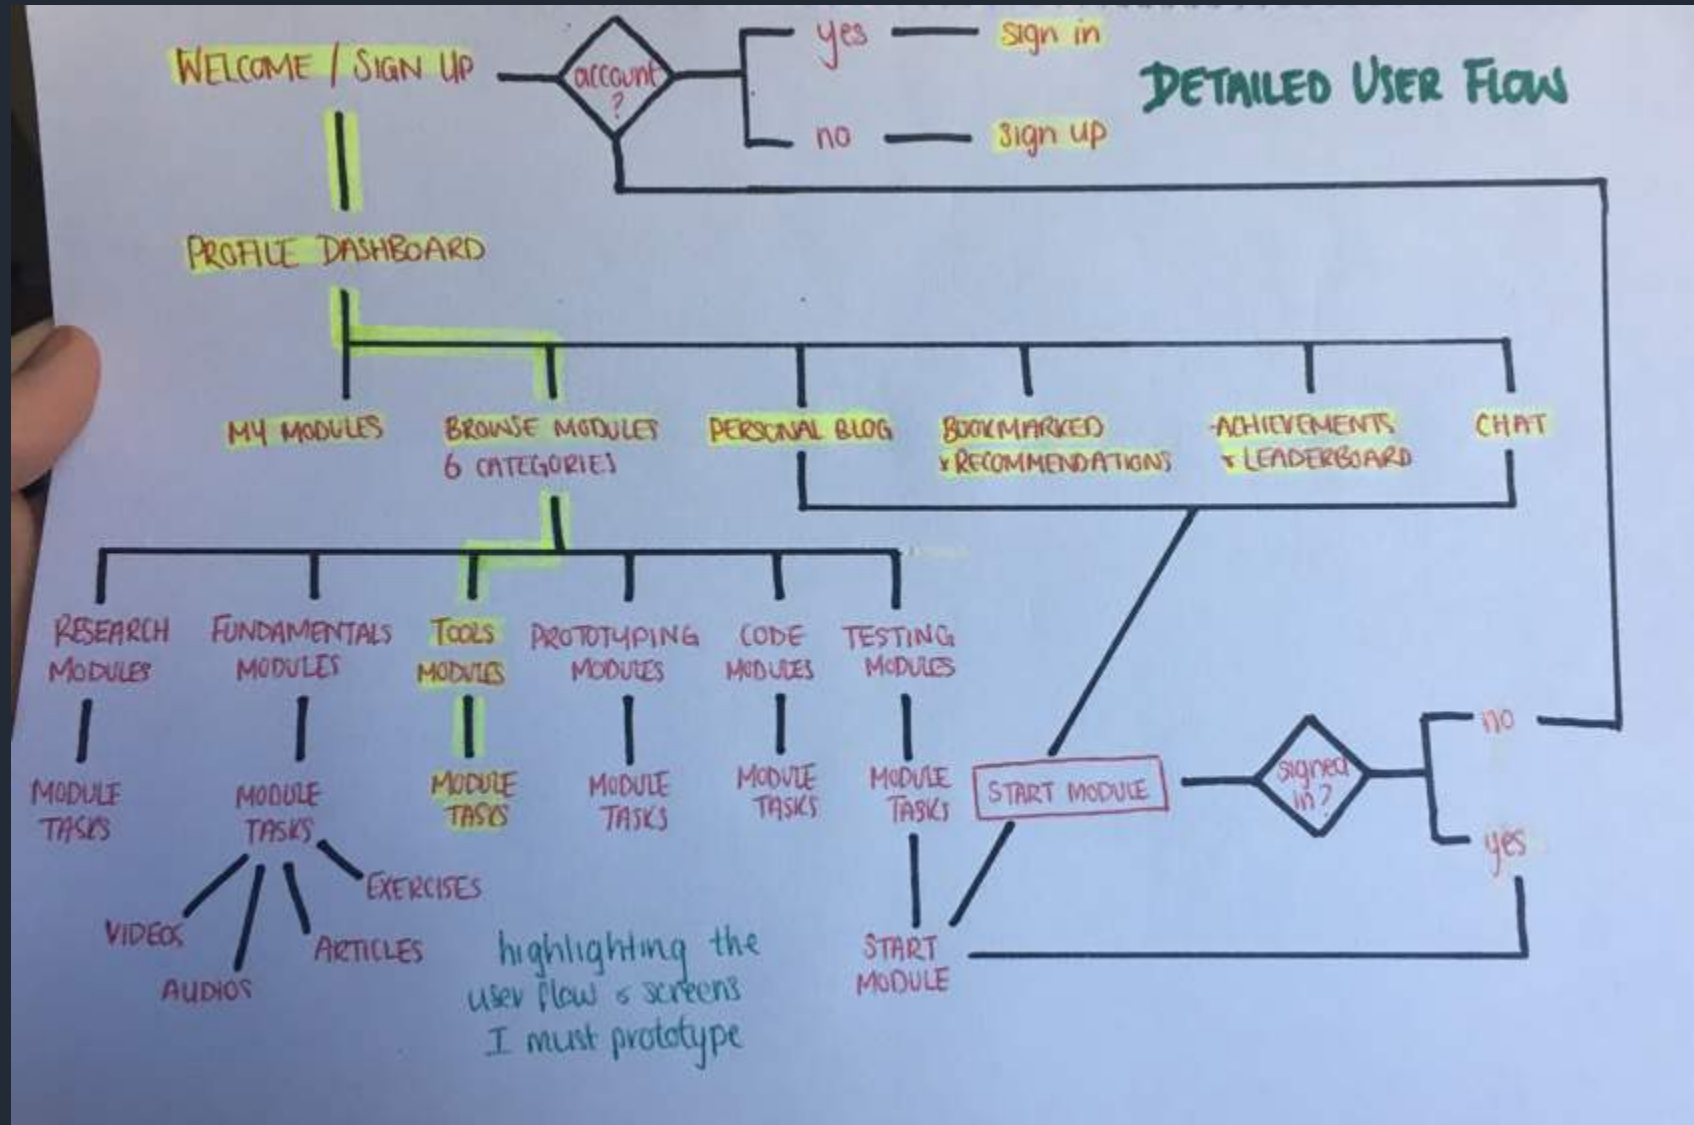 WELCOME / SIGN UP
account
?
yes
sign in
no
sign up
DETAILED USER FLOW
PROFILE DASHBOARD
MY MODULES
BROWSE MODULES
6 CATEGORIES
PERSONAL BLOG
BOOKMARKED
& RECOMMENDATIONS
ACHIEVEMENTS
& LEADERBOARD
CHAT
RESEARCH
MODULES
FUNDAMENTALS
MODULES
TOOLS
MODULES
PROTOTYPING
MODULES
CODE
MODULES
TESTING
MODULES
MODULE
TASKS
MODULE
TASKS
MODULE
TASKS
MODULE
TASKS
MODULE
TASKS
MODULE
TASKS
START MODULE
signed
in?
no
yes
VIDEOS
AUDIOS
ARTICLES
EXERCISES
highlighting the
user flow & screens
I must prototype
START
MODULE